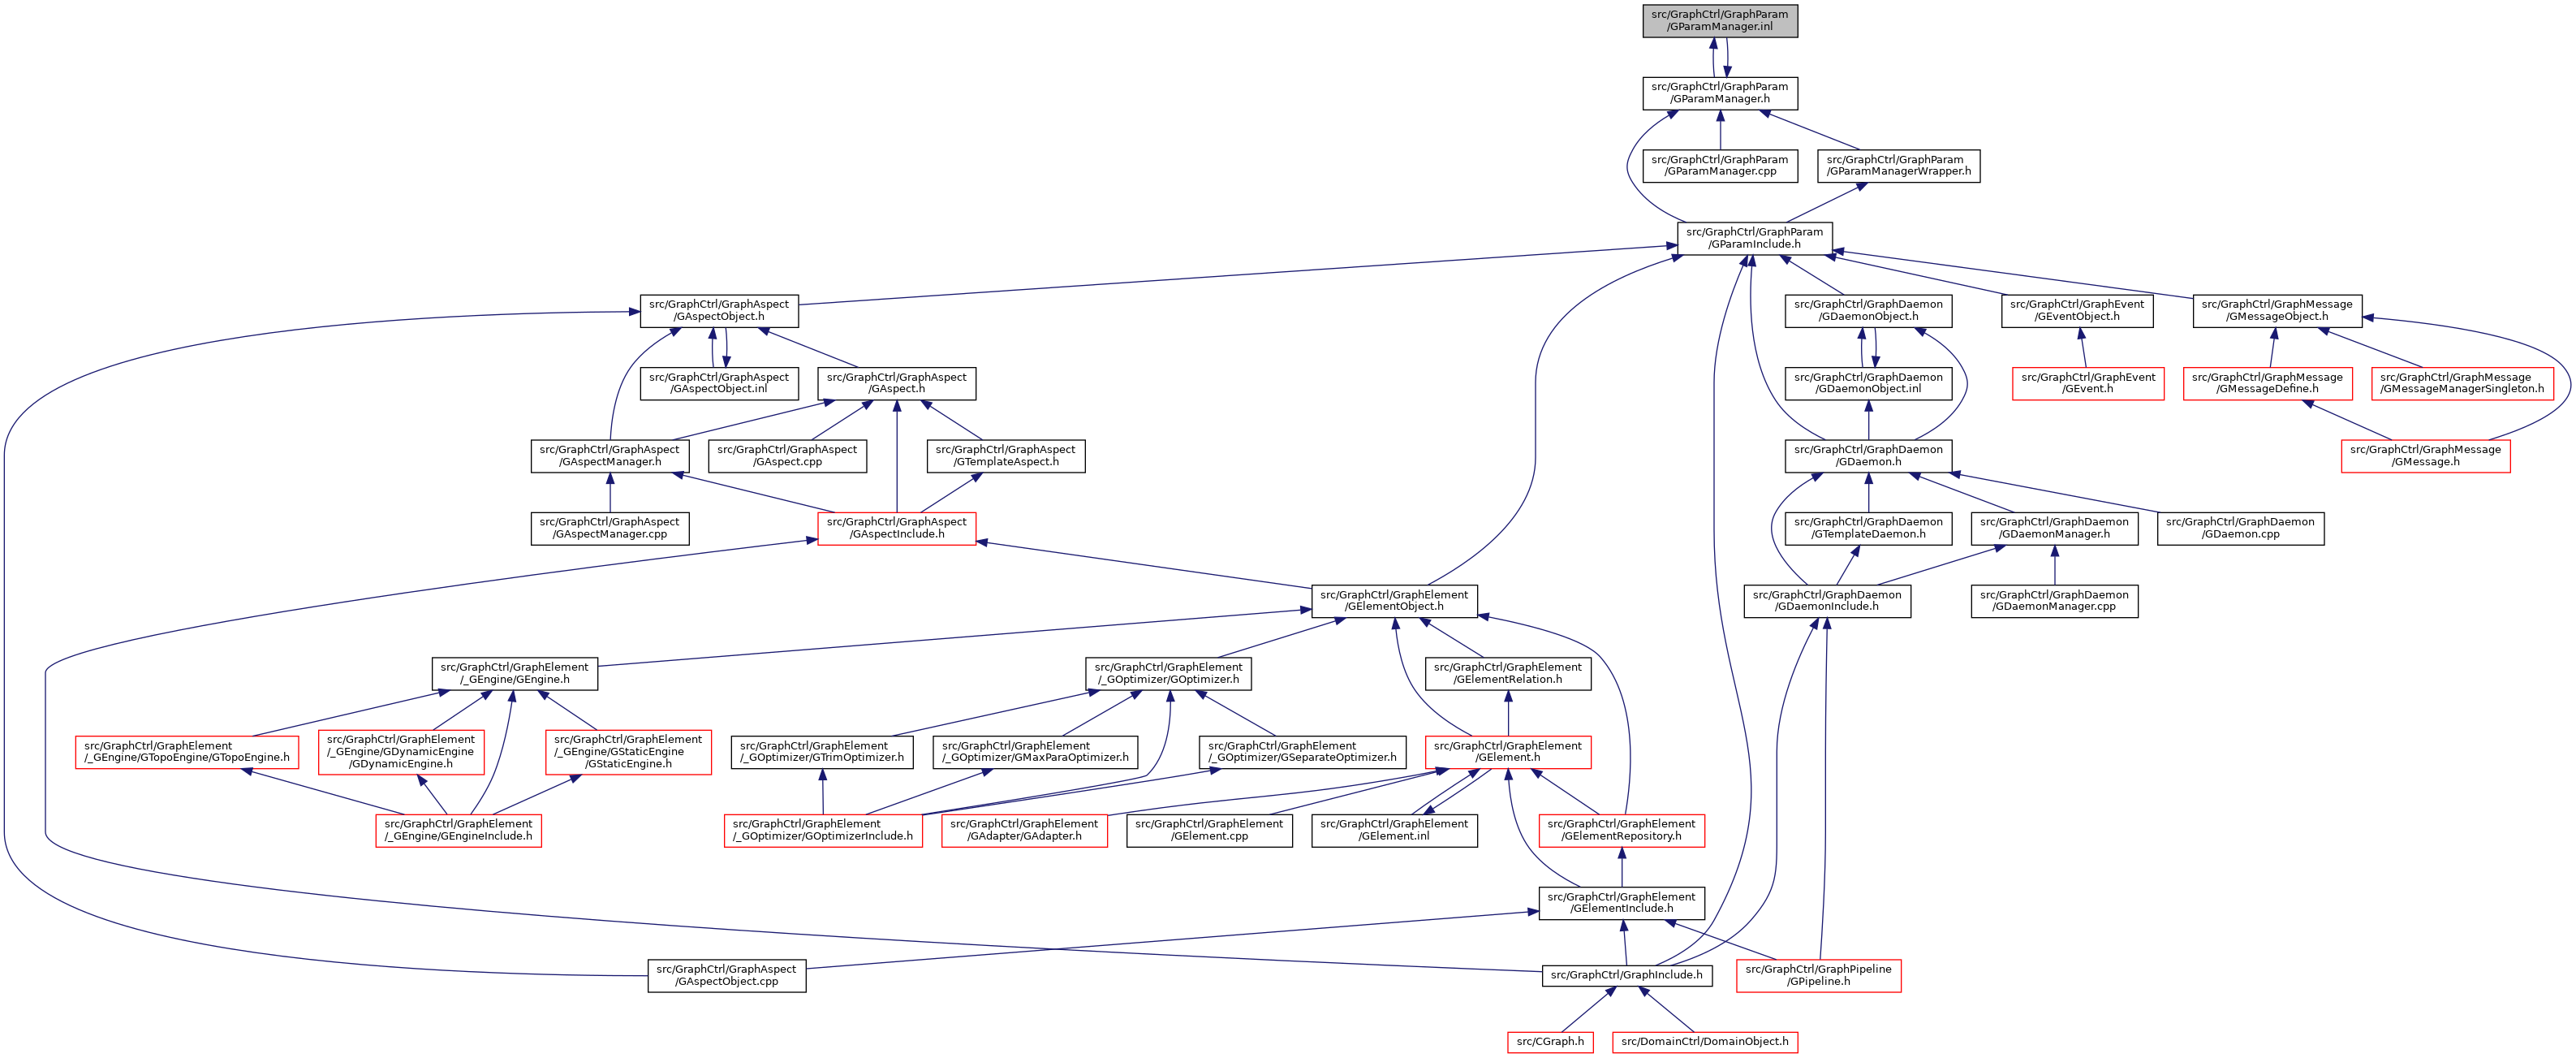 src/GraphCtrl/GraphParam
/GParamManager.inl
src/GraphCtrl/GraphParam
/GParamManager.h
src/GraphCtrl/GraphParam
/GParamManager.cpp
src/GraphCtrl/GraphParam
/GParamManagerWrapper.h
src/GraphCtrl/GraphParam
/GParamInclude.h
src/GraphCtrl/GraphAspect
/GAspectObject.h
src/GraphCtrl/GraphDaemon
/GDaemonObject.h
src/GraphCtrl/GraphEvent
/GEventObject.h
src/GraphCtrl/GraphMessage
/GMessageObject.h
src/GraphCtrl/GraphAspect
/GAspectObject.inl
src/GraphCtrl/GraphAspect
/GAspect.h
src/GraphCtrl/GraphDaemon
/GDaemonObject.inl
src/GraphCtrl/GraphEvent
/GEvent.h
src/GraphCtrl/GraphMessage
/GMessageDefine.h
src/GraphCtrl/GraphMessage
/GMessageManagerSingleton.h
src/GraphCtrl/GraphAspect
/GAspectManager.h
src/GraphCtrl/GraphAspect
/GAspect.cpp
src/GraphCtrl/GraphAspect
/GTemplateAspect.h
src/GraphCtrl/GraphDaemon
/GDaemon.h
src/GraphCtrl/GraphMessage
/GMessage.h
src/GraphCtrl/GraphAspect
/GAspectManager.cpp
src/GraphCtrl/GraphAspect
/GAspectInclude.h
src/GraphCtrl/GraphDaemon
/GTemplateDaemon.h
src/GraphCtrl/GraphDaemon
/GDaemonManager.h
src/GraphCtrl/GraphDaemon
/GDaemon.cpp
src/GraphCtrl/GraphElement
/GElementObject.h
src/GraphCtrl/GraphDaemon
/GDaemonInclude.h
src/GraphCtrl/GraphDaemon
/GDaemonManager.cpp
src/GraphCtrl/GraphElement
/_GEngine/GEngine.h
src/GraphCtrl/GraphElement
/_GOptimizer/GOptimizer.h
src/GraphCtrl/GraphElement
/GElementRelation.h
src/GraphCtrl/GraphElement
/_GEngine/GTopoEngine/GTopoEngine.h
src/GraphCtrl/GraphElement
/_GEngine/GDynamicEngine
/GDynamicEngine.h
src/GraphCtrl/GraphElement
/_GEngine/GStaticEngine
/GStaticEngine.h
src/GraphCtrl/GraphElement
/_GOptimizer/GTrimOptimizer.h
src/GraphCtrl/GraphElement
/_GOptimizer/GMaxParaOptimizer.h
src/GraphCtrl/GraphElement
/_GOptimizer/GSeparateOptimizer.h
src/GraphCtrl/GraphElement
/GElement.h
src/GraphCtrl/GraphElement
/_GEngine/GEngineInclude.h
src/GraphCtrl/GraphElement
/_GOptimizer/GOptimizerInclude.h
src/GraphCtrl/GraphElement
/GAdapter/GAdapter.h
src/GraphCtrl/GraphElement
/GElement.cpp
src/GraphCtrl/GraphElement
/GElement.inl
src/GraphCtrl/GraphElement
/GElementRepository.h
src/GraphCtrl/GraphElement
/GElementInclude.h
src/GraphCtrl/GraphAspect
/GAspectObject.cpp
src/GraphCtrl/GraphInclude.h
src/GraphCtrl/GraphPipeline
/GPipeline.h
src/CGraph.h
src/DomainCtrl/DomainObject.h